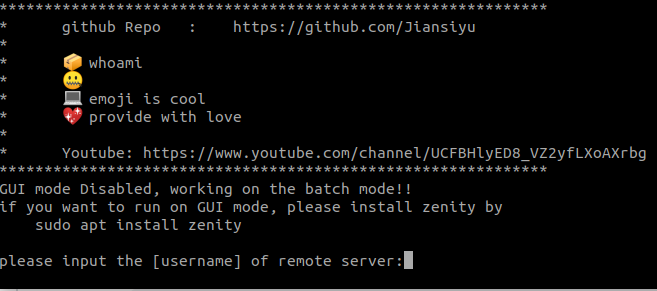 *************************************************************
*      github Repo   :    https://github.com/Jiansiyu
*
*      📦 whoami
*      🤐
*      💻 emoji is cool
*      💖 provide with love
*
*      Youtube: https://www.youtube.com/channel/UCFBHlyED8_VZ2yfLXoAXrbg
*************************************************************
GUI mode Disabled, working on the batch mode!!
if you want to run on GUI mode, please install zenity by
    sudo apt install zenity

please input the [username] of remote server: